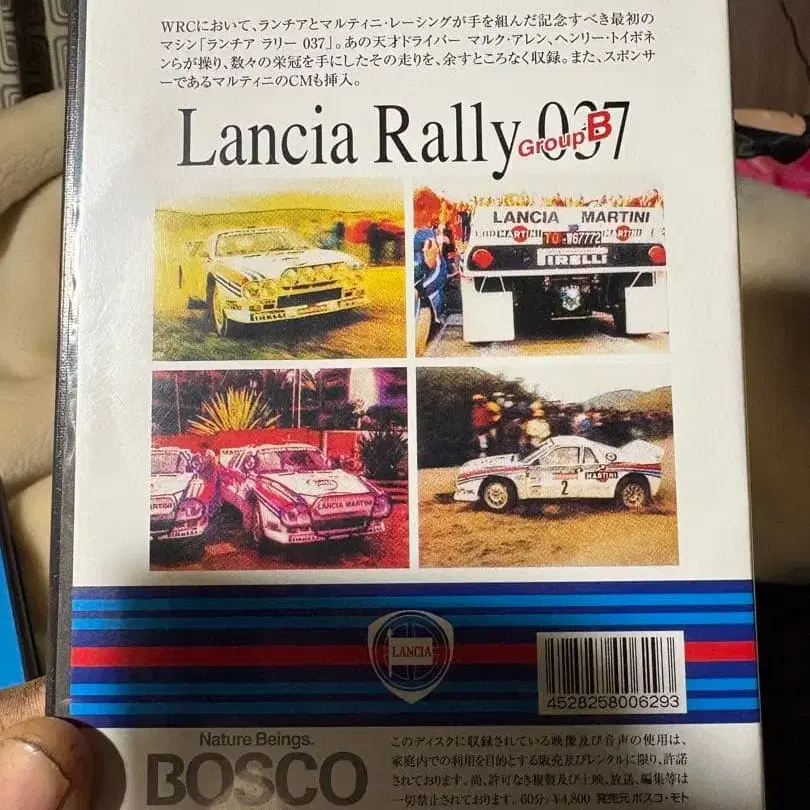 WRCにおいて、ランチアとマルティニ・レーシングが手を組んだ記念すべき最初の
マシン「ランチア ラリー 037」。あの天才ドライバー マルク・アレン、ヘンリー・トイボネ
ンらが操り、数々の栄冠を手にしたその走りを、余すところなく収録。また、スポンサ
ーであるマルティニのCMも挿入。
Lancia Rally 037
Group B
PIRELLI
LANCIA MARTINI
MARTINI
TO W67772
MARTINI
PIRELLI
LANCIA MARTINI
2
MARTINI
LANCIA
4528258006293
Nature Beings.
BOSCO
このディスクに収録されている映像及び音声の使用は、
家庭内での利用を目的とする販売及びレンタルに限り、許諾
されております。尚、許可なき複製及び上映、放送、編集等は
一切禁止されております。 60分/¥4,800 発売元 ボスコ・モト